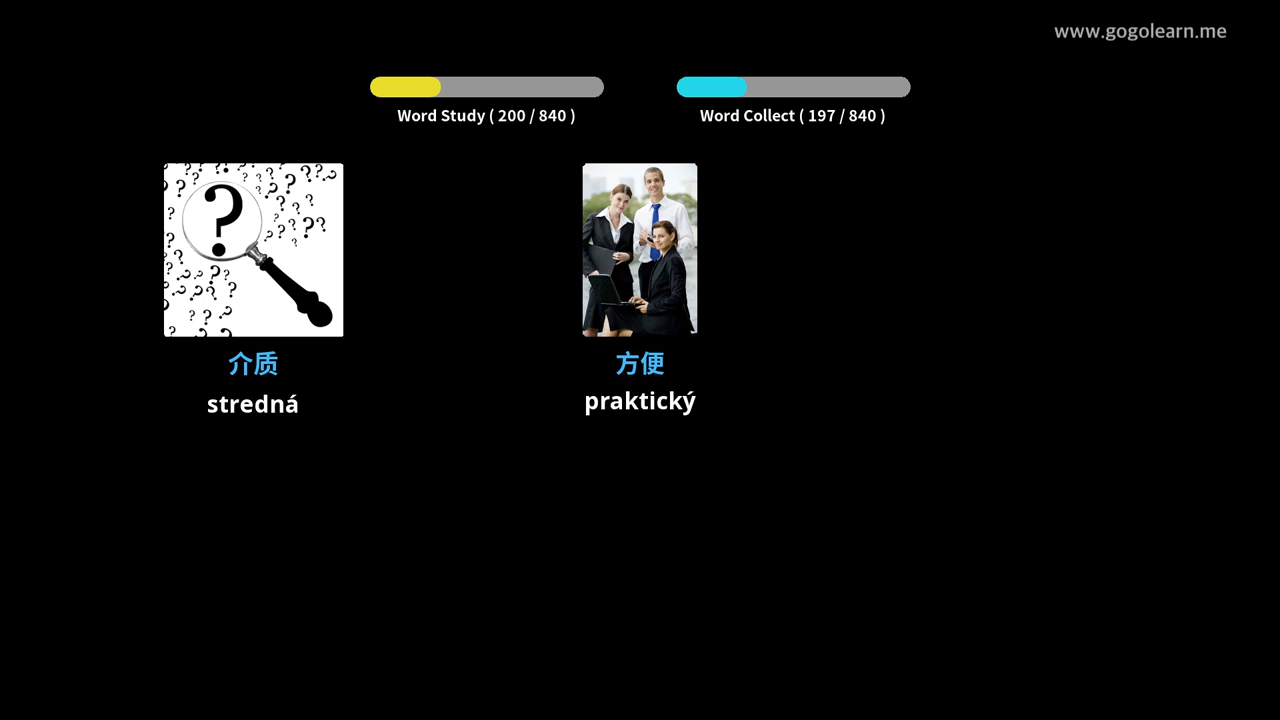 www.gogolearn.me
Word Study ( 200 / 840 )
Word Collect ( 197 / 840 )
介质
stredná
方便
praktický